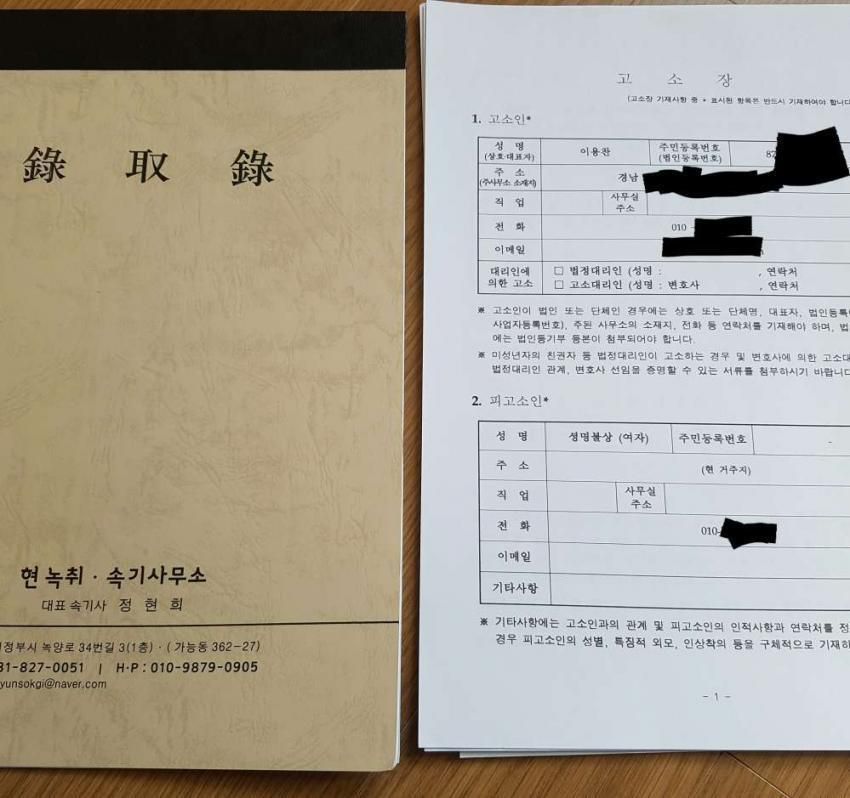 錄 取 錄
현 녹취 · 속기사무소
대표 속기사 정 현 희
정부시 녹양로 34번길 3(1층) · (가능동 362-27)
31-827-0051 | H·P : 010-9879-0905
yunsokgi@naver.com
고 소 장
(고소장 기재사항 중 * 표시된 항목은 반드시 기재하여야 합니다
1. 고소인*
성 명
(상호·대표자)
이용찬
주민등록번호
(법인등록번호)
87
주 소
(주사무소 소재지)
경남
직 업
사무실
주소
전 화
010 -
이메일
대리인에
의한 고소
□ 법정대리인 (성명 : , 연락처
□ 고소대리인 (성명 : 변호사 , 연락처
※ 고소인이 법인 또는 단체인 경우에는 상호 또는 단체명, 대표자, 법인등록
사업자등록번호), 주된 사무소의 소재지, 전화 등 연락처를 기재해야 하며, 법
에는 법인등기부 등본이 첨부되어야 합니다.
※ 미성년자의 친권자 등 법정대리인이 고소하는 경우 및 변호사에 의한 고소대
법정대리인 관계, 변호사 선임을 증명할 수 있는 서류를 첨부하시기 바랍니다
2. 피고소인*
성 명
성명불상 (여자)
주민등록번호
-
주 소
(현 거주지)
직 업
사무실
주소
전 화
010-
이메일
기타사항
※ 기타사항에는 고소인과의 관계 및 피고소인의 인적사항과 연락처를 정
경우 피고소인의 성별, 특징적 외모, 인상착의 등을 구체적으로 기재하
- 1 -